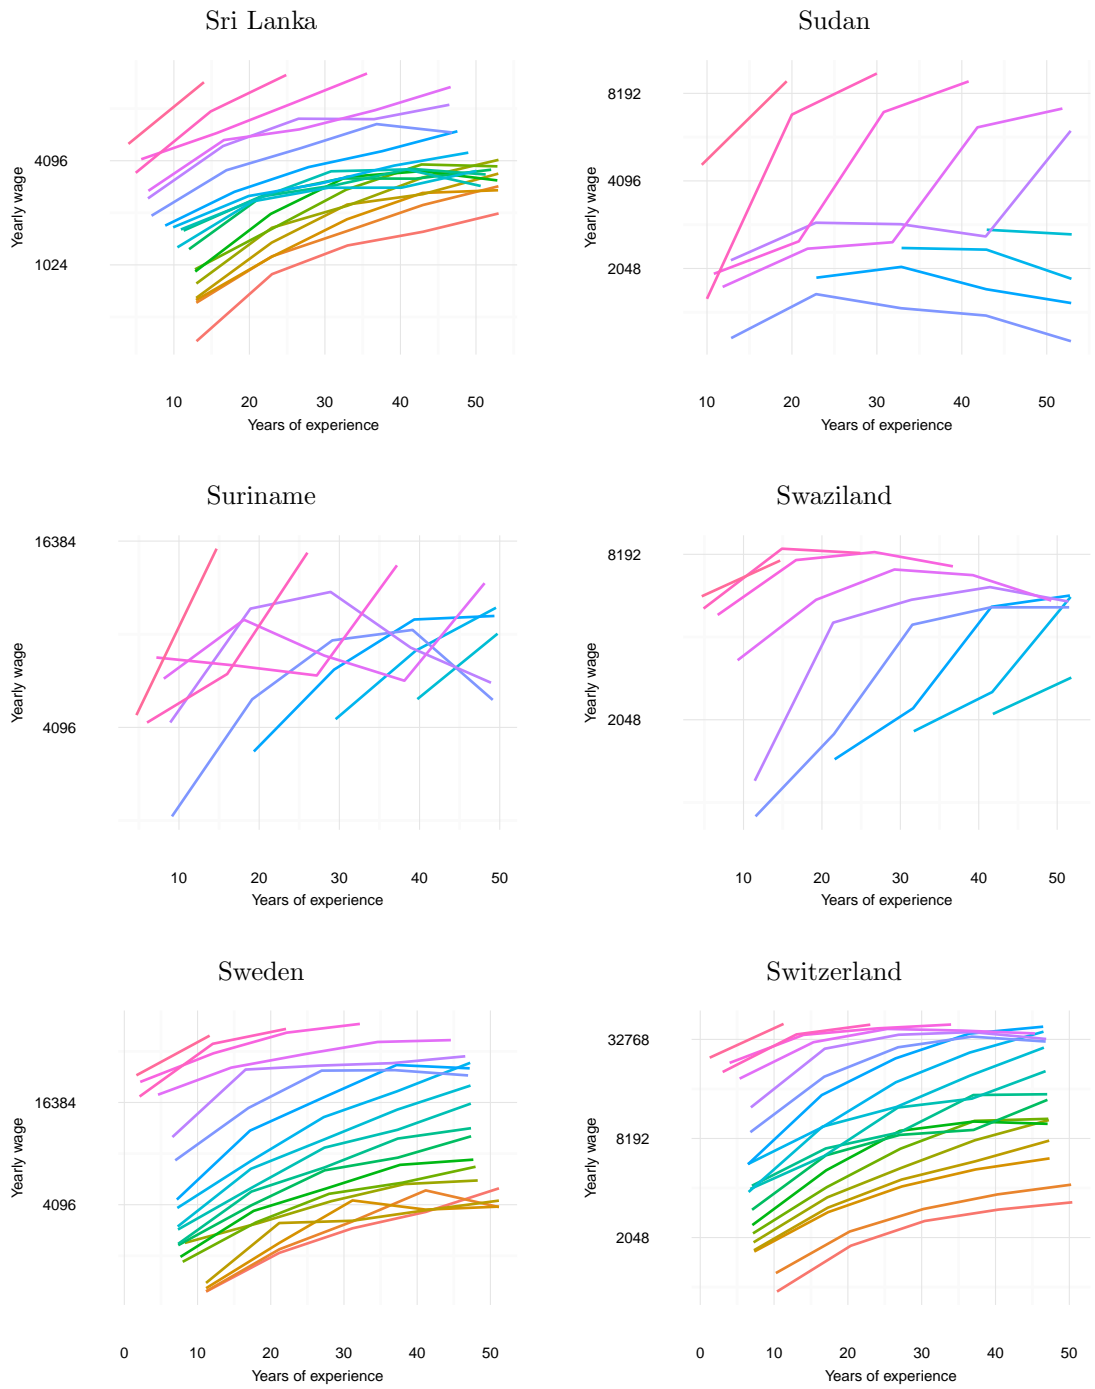 Sri Lanka
4096
1024
Yearly wage
10 20 30 40 50
Years of experience
Sudan
8192
4096
2048
Yearly wage
10 20 30 40 50
Years of experience
Suriname
16384
4096
Yearly wage
10 20 30 40 50
Years of experience
Swaziland
8192
2048
Yearly wage
10 20 30 40 50
Years of experience
Sweden
16384
4096
Yearly wage
0 10 20 30 40 50
Years of experience
Switzerland
32768
8192
2048
Yearly wage
0 10 20 30 40 50
Years of experience